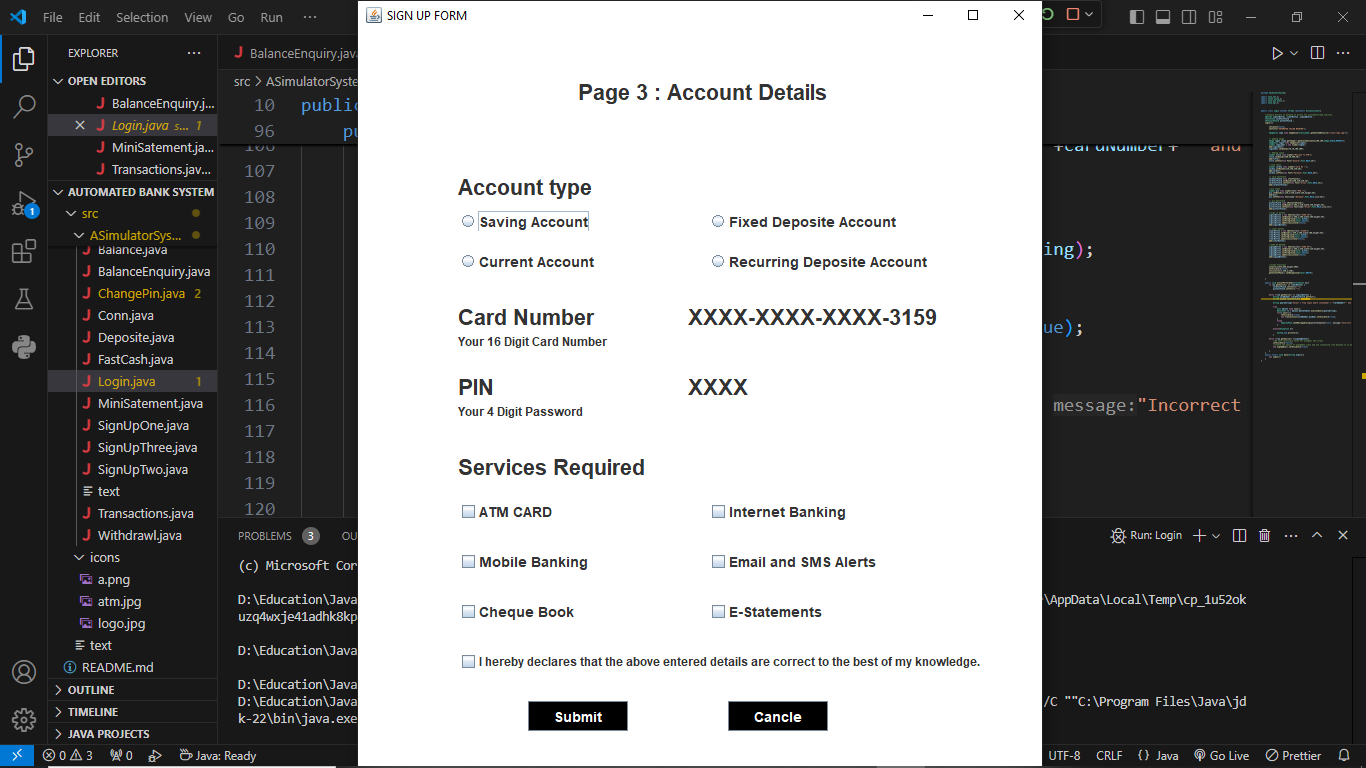 File Edit Selection View Go Run ···
SIGN UP FORM
EXPLORER ···
OPEN EDITORS
BalanceEnquiry.j...
Login.java s... 1
MiniSatement.ja...
Transactions.jav...
AUTOMATED BANK SYSTEM
src
ASimulatorSys...
Balance.java
BalanceEnquiry.java
ChangePin.java 2
Conn.java
Deposite.java
FastCash.java
Login.java 1
MiniSatement.java
SignUpOne.java
SignUpThree.java
SignUpTwo.java
text
Transactions.java
Withdrawl.java
icons
a.png
atm.jpg
logo.jpg
text
README.md
OUTLINE
TIMELINE
JAVA PROJECTS
1
BalanceEnquiry.java
src > ASimulatorSyste
10 public
96 pu
106 +cardNumber+ and
107
108
109
110 ing);
111
112
113 ue);
114
115
116 message:"Incorrect
117
118
119
120
Page 3 : Account Details
Account type
Saving Account Fixed Deposite Account
Current Account Recurring Deposite Account
Card Number XXXX-XXXX-XXXX-3159
Your 16 Digit Card Number
PIN XXXX
Your 4 Digit Password
Services Required
ATM CARD Internet Banking
Mobile Banking Email and SMS Alerts
Cheque Book E-Statements
I hereby declares that the above entered details are correct to the best of my knowledge.
Submit Cancle
PROBLEMS 3 OU
Run: Login
(c) Microsoft Cor
D:\Education\Java
\AppData\Local\Temp\cp_1u52ok
uzq4wxje41adhk8kp
D:\Education\Java
D:\Education\Java
D:\Education\Java
/C ""C:\Program Files\Java\jd
k-22\bin\java.exe
0 3 0 Java: Ready
UTF-8 CRLF {} Java Go Live Prettier